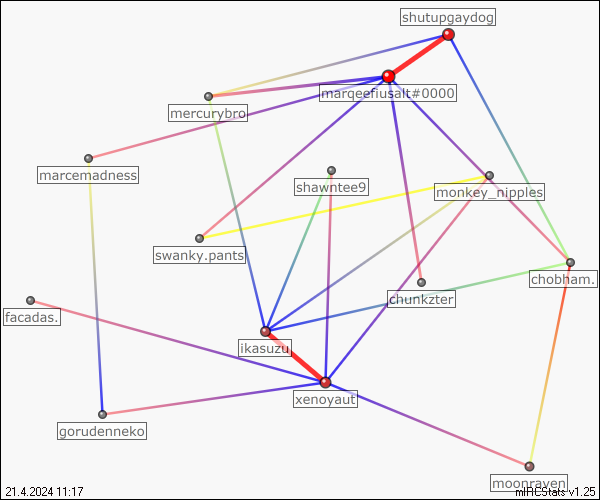 shutupgaydog
marqeefiusalt#0000
mercurybro
marcemadness
shawntee9
monkey_nipples
swanky.pants
chobham.
chunkzter
facadas.
ikasuzu
xenoyaut
gorudenneko
moonraven
21.4.2024 11:17
mIRCStats v1.25